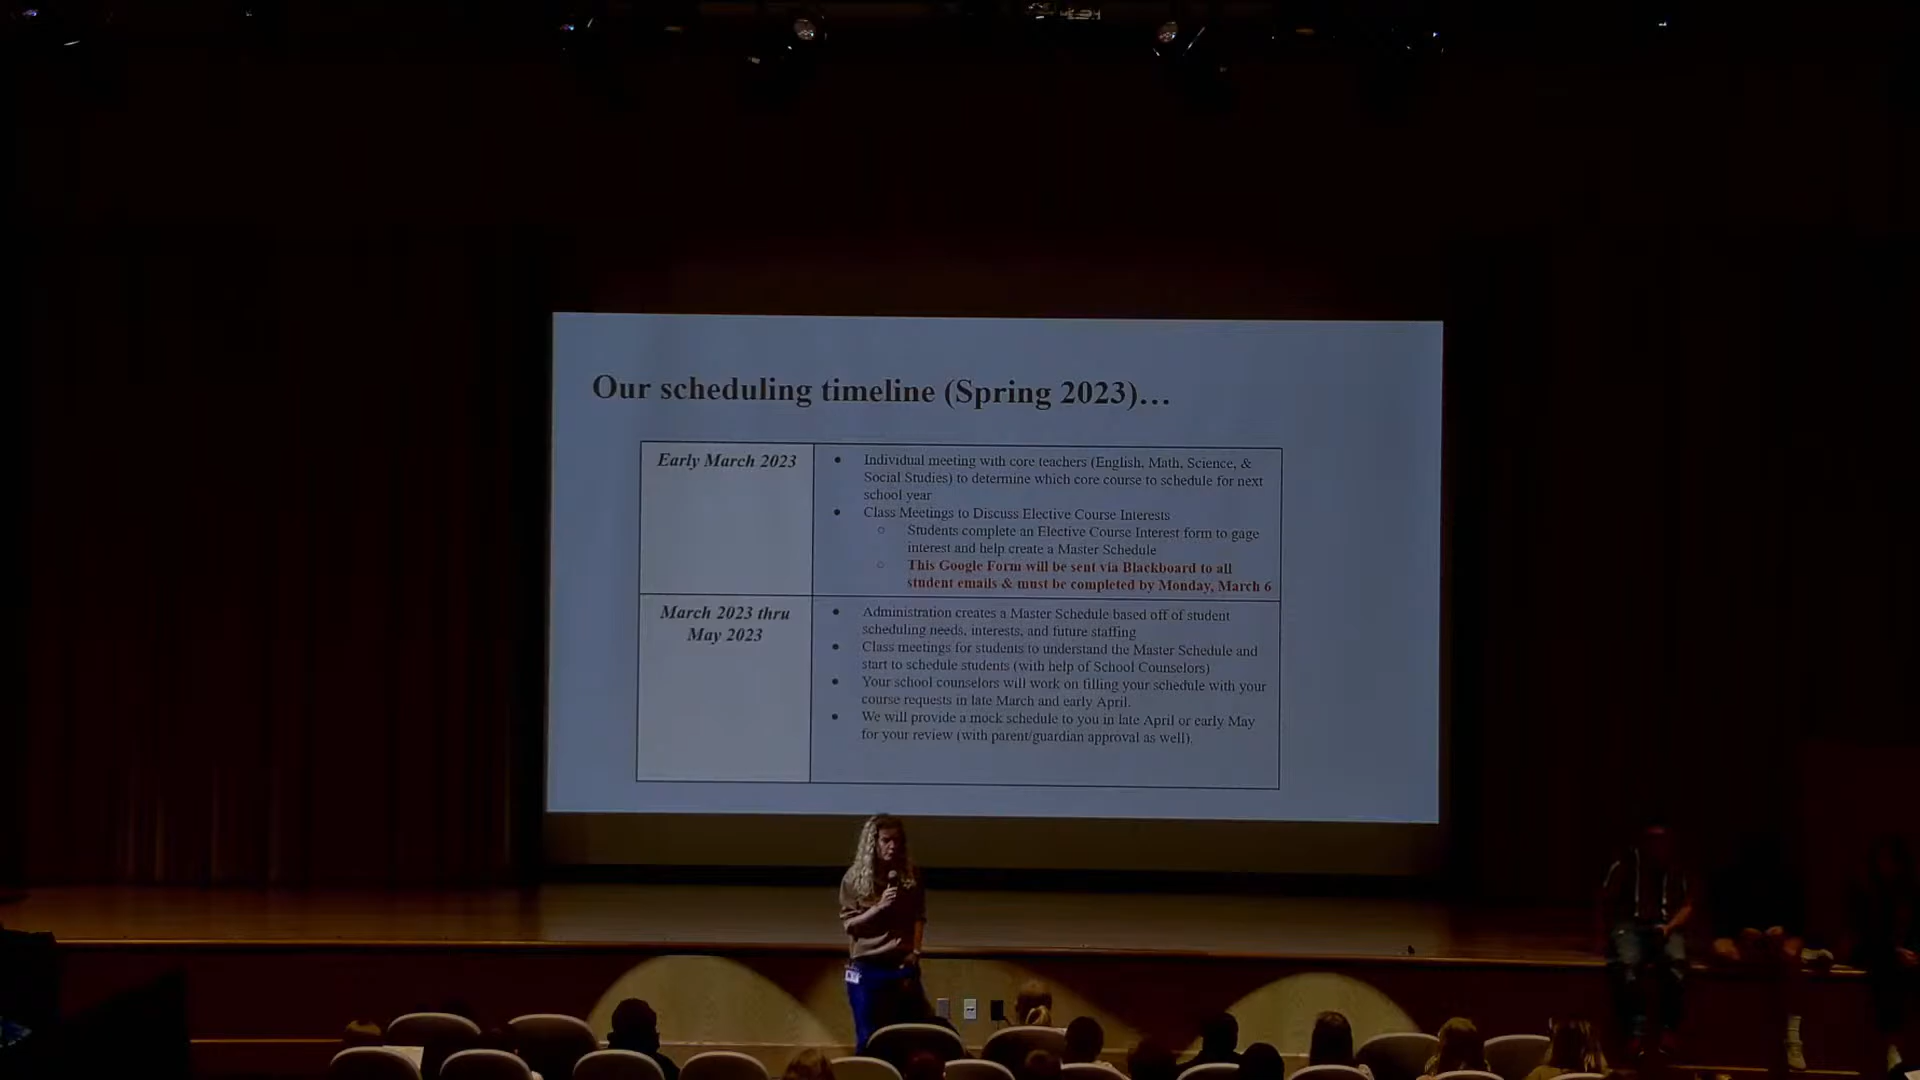 Our scheduling timeline (Spring 2023)…
Early March 2023
● Individual meeting with core teachers (English, Math, Science, &
Social Studies) to determine which core course to schedule for next
school year
● Class Meetings to Discuss Elective Course Interests
○ Students complete an Elective Course Interest form to gage
interest and help create a Master Schedule
○ This Google Form will be sent via Blackboard to all
student emails & must be completed by Monday, March 6
March 2023 thru
May 2023
● Administration creates a Master Schedule based off of student
scheduling needs, interests, and future staffing
● Class meetings for students to understand the Master Schedule and
start to schedule students (with help of School Counselors)
● Your school counselors will work on filling your schedule with your
course requests in late March and early April.
● We will provide a mock schedule to you in late April or early May
for your review (with parent/guardian approval as well).